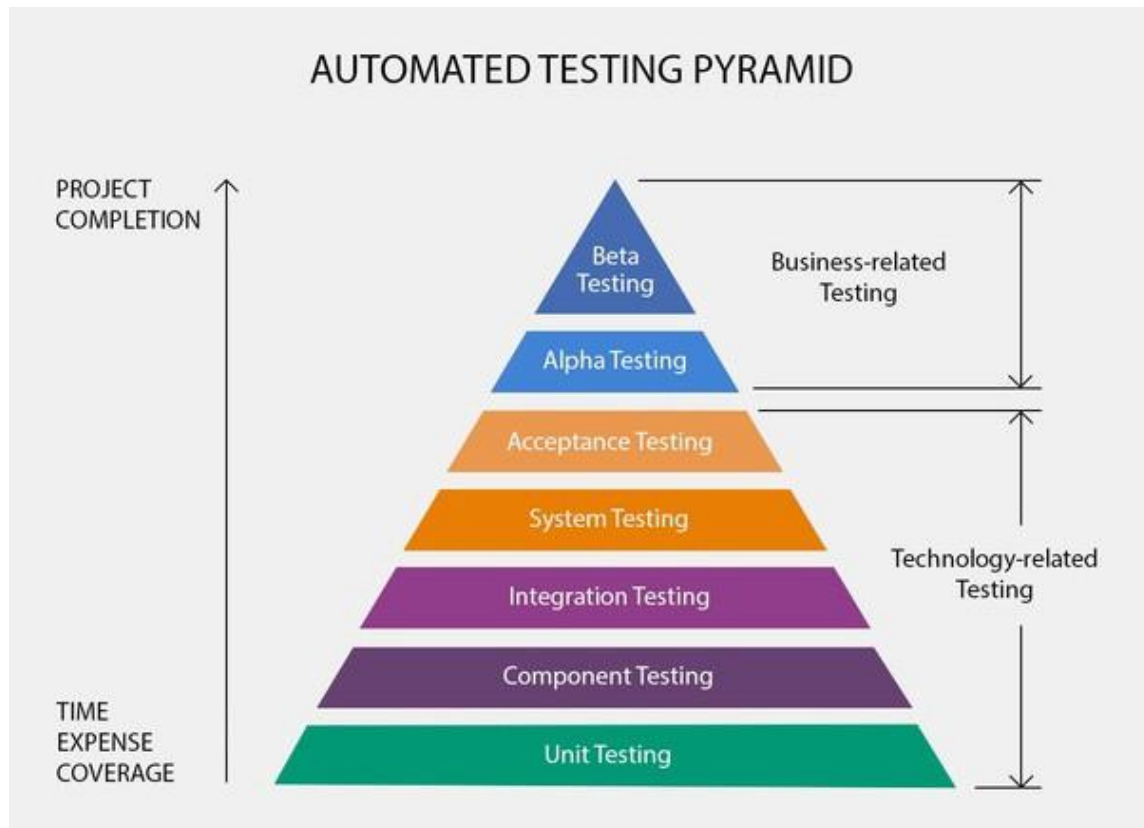 AUTOMATED TESTING PYRAMID
PROJECT
COMPLETION
Beta
Testing
Business-related
Testing
Alpha Testing
Acceptance Testing
System Testing
Technology-related
Testing
Integration Testing
Component Testing
TIME
EXPENSE
COVERAGE
Unit Testing